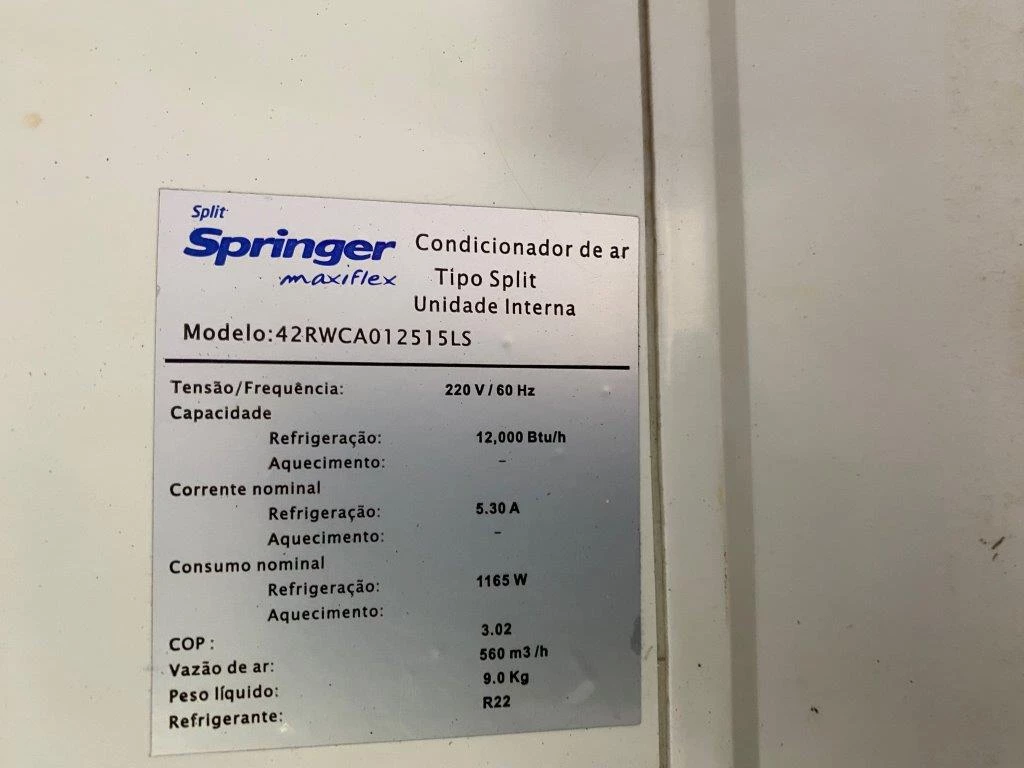 Split
Springer
maxiflex
Condicionador de ar
Tipo Split
Unidade Interna
Modelo:42RWCA012515LS
Tensão/Frequência: 220 V / 60 Hz
Capacidade
Refrigeração: 12,000 Btu/h
Aquecimento: –
Corrente nominal
Refrigeração: 5.30 A
Aquecimento: –
Consumo nominal
Refrigeração: 1165 W
Aquecimento:
COP : 3.02
Vazão de ar: 560 m3 /h
Peso líquido: 9.0 Kg
Refrigerante: R22